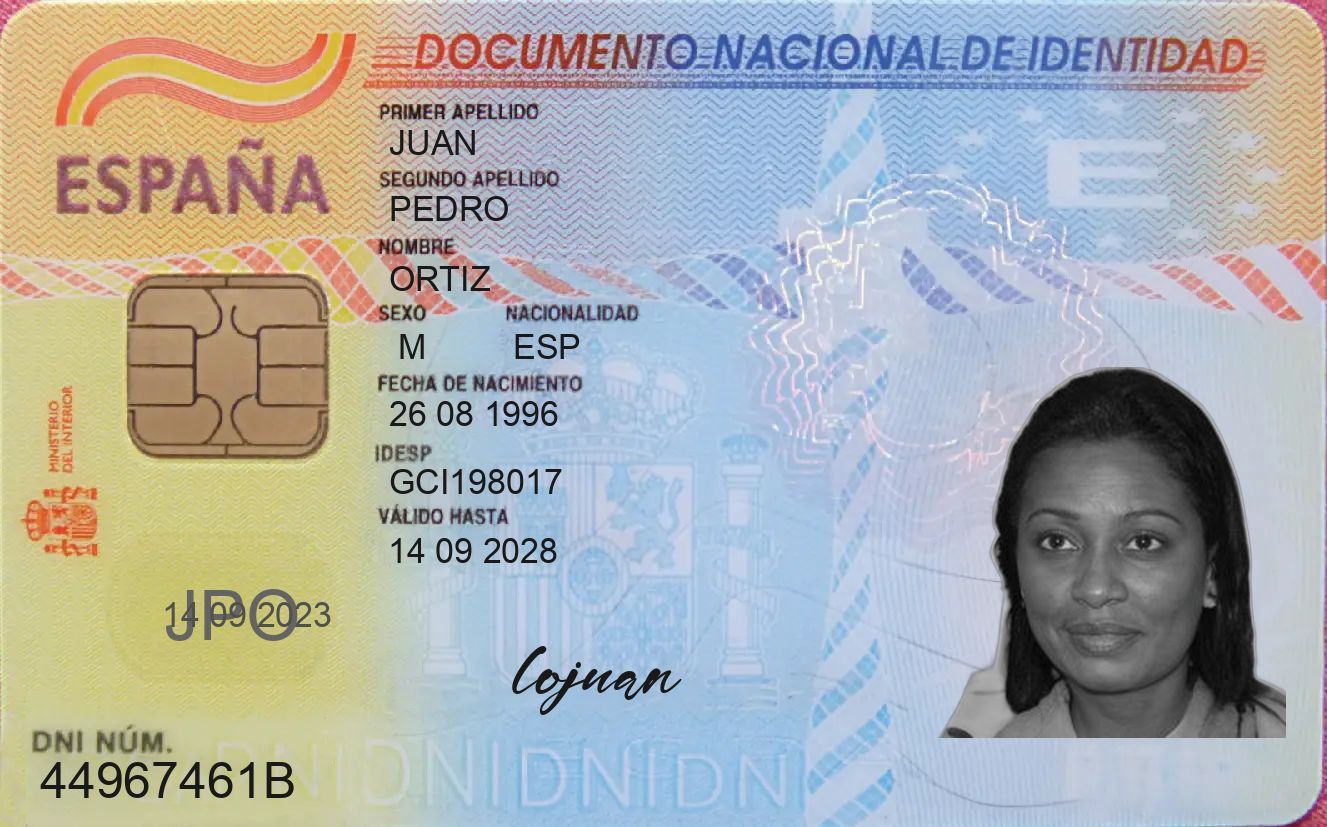 DOCUMENTO NACIONAL DE IDENTIDAD
ESPAÑA
PRIMER APELLIDO
JUAN
SEGUNDO APELLIDO
PEDRO
NOMBRE
ORTIZ
SEXO NACIONALIDAD
M ESP
FECHA DE NACIMIENTO
26 08 1996
IDESP
GCI198017
VÁLIDO HASTA
14 09 2028
MINISTERIO
DEL INTERIOR
E
JPO
14 09 2023
Cojuan
DNI NÚM.
44967461B
DNIDNIDNIDNI